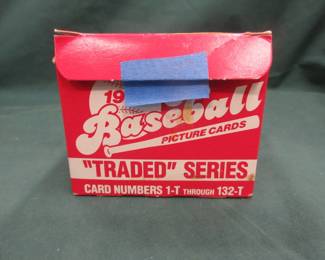 19
Baseball
PICTURE CARDS
"TRADED" SERIES
CARD NUMBERS 1-T THROUGH 132-T